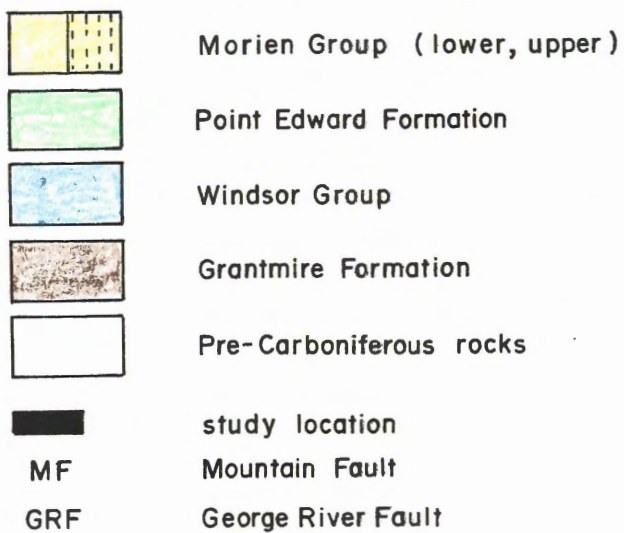 Morien Group (lower, upper)
Point Edward Formation
Windsor Group
Grantmire Formation
Pre-Carboniferous rocks
study location
MF Mountain Fault
GRF George River Fault